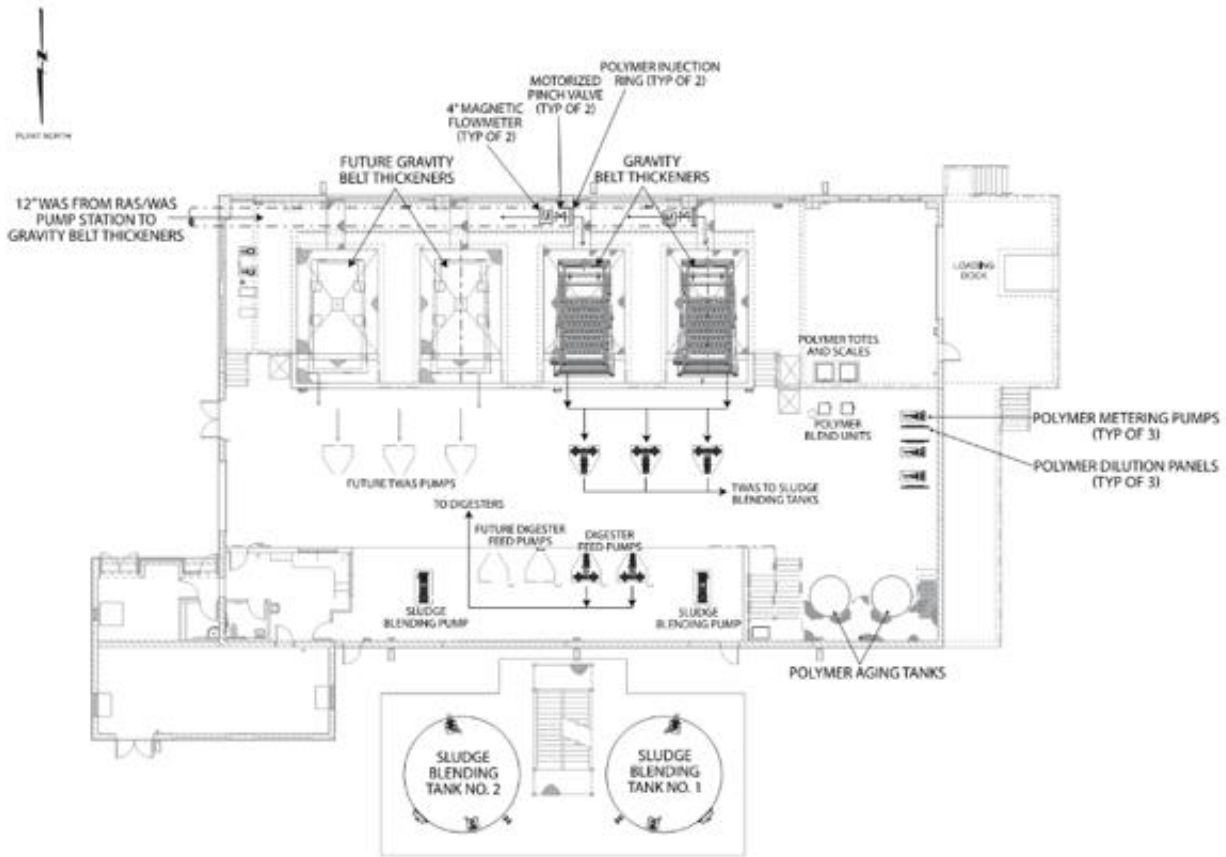 PLANT NORTH
POLYMER INJECTION
RING (TYP OF 2)
MOTORIZED
PINCH VALVE
(TYP OF 2)
4" MAGNETIC
FLOWMETER
(TYP OF 2)
FUTURE GRAVITY
BELT THICKENERS
GRAVITY
BELT THICKENERS
12" WAS FROM RAS/WAS
PUMP STATION TO
GRAVITY BELT THICKENERS
LOADING
DOCK
POLYMER TOTES
AND SCALES
POLYMER
BLEND UNITS
POLYMER METERING PUMPS
(TYP OF 3)
POLYMER DILUTION PANELS
(TYP OF 3)
FUTURE TWAS PUMPS
TWAS TO SLUDGE
BLENDING TANKS
TO DIGESTERS
FUTURE DIGESTER
FEED PUMPS
DIGESTER
FEED PUMPS
SLUDGE
BLENDING PUMP
SLUDGE
BLENDING PUMP
POLYMER AGING TANKS
SLUDGE
BLENDING
TANK NO. 2
SLUDGE
BLENDING
TANK NO. 1